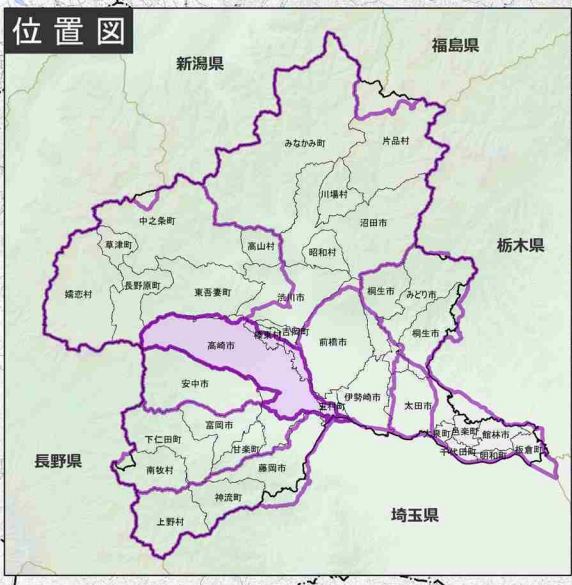 位置図
福島県
新潟県
みなかみ町
片品村
川場村
中之条町
沼田市
草津町
高山村
昭和村
栃木県
嬬恋村
長野原町
東吾妻町
渋川市
桐生市
みどり市
榛東村
吉岡町
桐生市
高崎市
前橋市
安中市
伊勢崎市
玉村町
太田市
富岡市
大泉町
邑楽町
館林市
下仁田町
甘楽町
千代田町
明和町
板倉町
長野県
南牧村
藤岡市
神流町
上野村
埼玉県